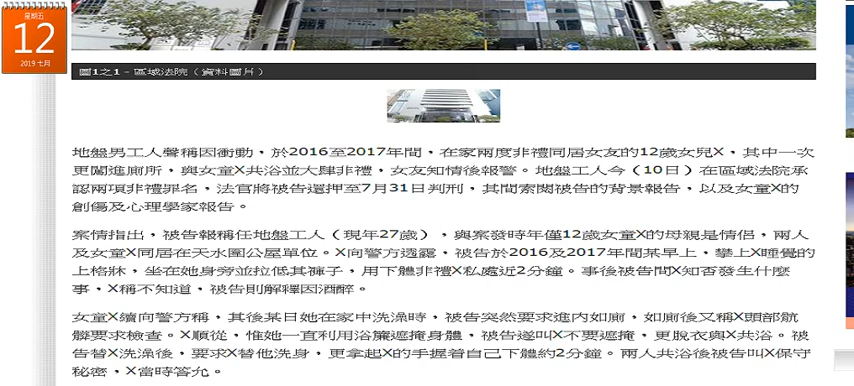 星期五
12
2019 七月
圖1之1 - 區域法院（資料圖片）
地盤男工人聲稱因衝動，於2016至2017年間，在家兩度非禮同居女友的12歲女兒X，其中一次
更闖進廁所，與女童X共浴並大肆非禮，女友知情後報警。地盤工人今（10日）在區域法院承
認兩項非禮罪名，法官將被告還押至7月31日判刑，其間索閱被告的背景報告，以及女童X的
創傷及心理學家報告。
案情指出，被告報稱任地盤工人（現年27歲），與案發時年僅12歲女童X的母親是情侶，兩人
及女童X同居在天水圍公屋單位。X向警方透露，被告於2016及2017年間某早上，攀上X睡覺的
上格牀，坐在她身旁並拉低其褲子，用下體非禮X私處近2分鐘。事後被告問X知否發生什麼
事，X稱不知道，被告則解釋因酒醉。
女童X續向警方稱，其後某日她在家中洗澡時，被告突然要求進內如廁，如廁後又稱X頭部骯
髒要求檢查。X順從，惟她一直利用浴簾遮掩身體，被告遂叫X不要遮掩，更脫衣與X共浴。被
告替X洗澡後，要求X替他洗身，更拿起X的手握着自己下體約2分鐘。兩人共浴後被告叫X保守
秘密，X當時答允。